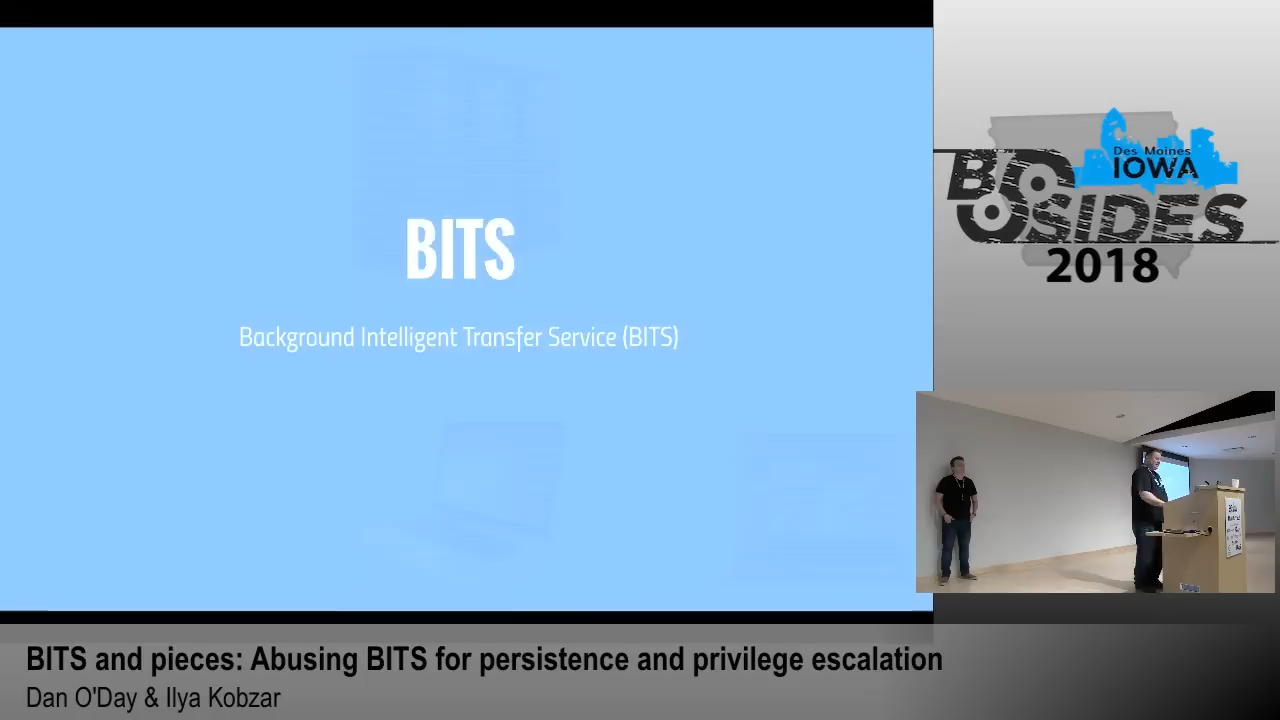 BITS
Background Intelligent Transfer Service (BITS)
Des Moines
IOWA
BSIDES
2018
BITS and pieces: Abusing BITS for persistence and privilege escalation
Dan O'Day & Ilya Kobzar